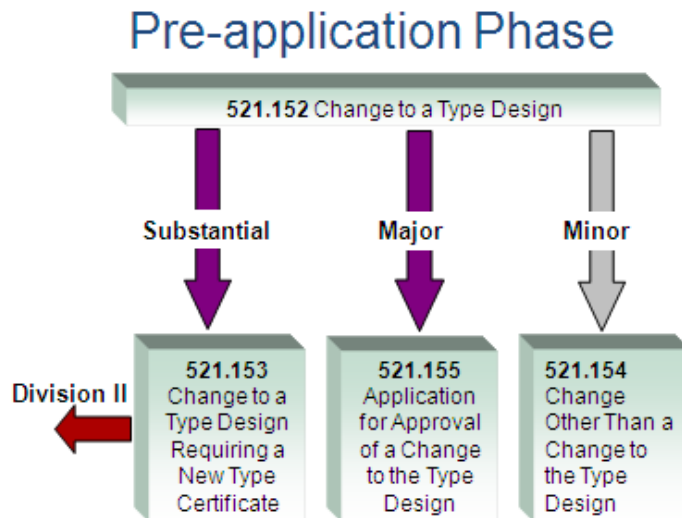 Pre-application Phase
521.152 Change to a Type Design
Substantial
Major
Minor
Division II
521.153
Change to a
Type Design
Requiring a
New Type
Certificate
521.155
Application
for Approval
of a Change
to the Type
Design
521.154
Change
Other Than a
Change to
the Type
Design